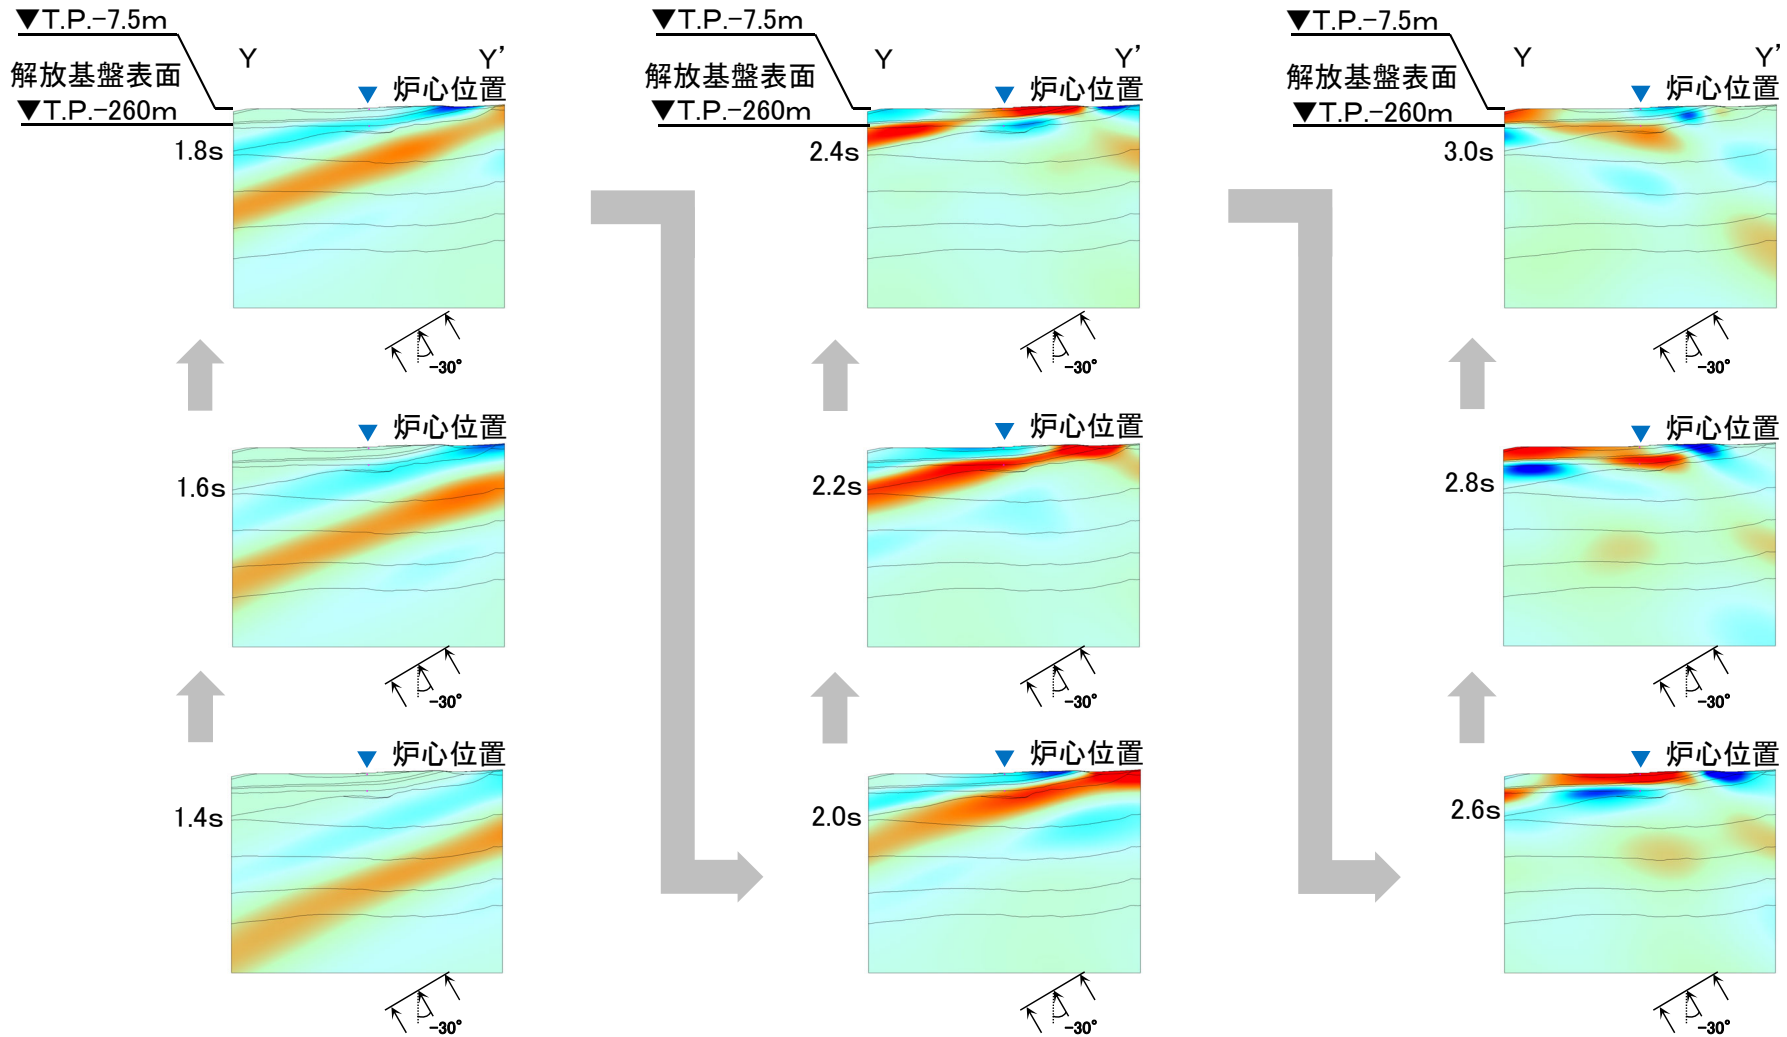 ▼T.P.-7.5m
Y Y'
解放基盤表面
炉心位置
▼T.P.-260m
1.8s
-30°
炉心位置
1.6s
-30°
炉心位置
1.4s
-30°
▼T.P.-7.5m
Y Y'
解放基盤表面
炉心位置
▼T.P.-260m
2.4s
-30°
炉心位置
2.2s
-30°
炉心位置
2.0s
-30°
▼T.P.-7.5m
Y Y'
解放基盤表面
炉心位置
▼T.P.-260m
3.0s
-30°
炉心位置
2.8s
-30°
炉心位置
2.6s
-30°